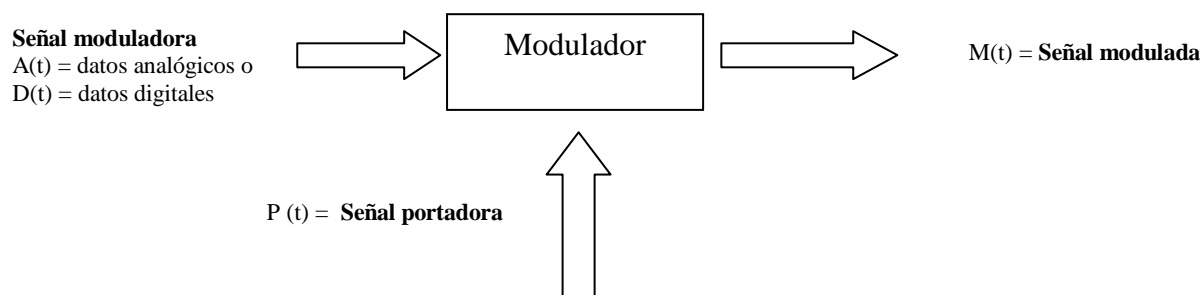 Señal moduladora
A(t) = datos analógicos o
D(t) = datos digitales
Modulador
M(t) = Señal modulada
P (t) = Señal portadora